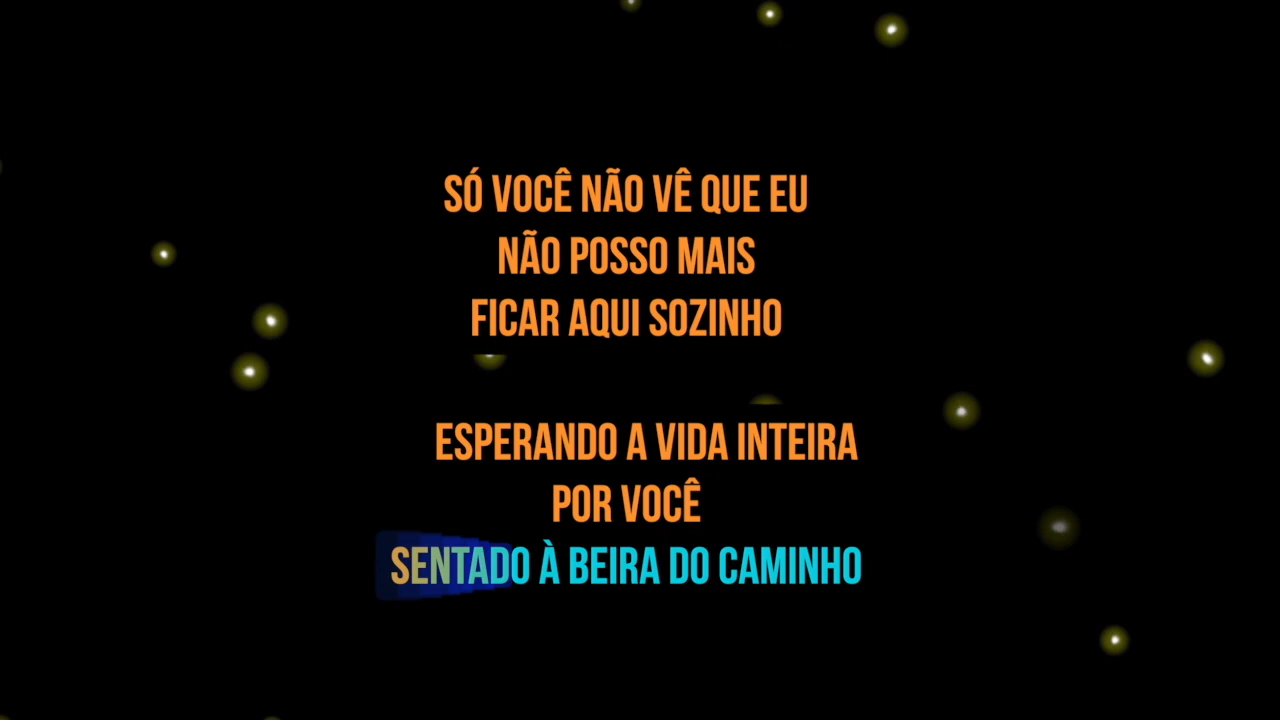 SÓ VOCÊ NÃO VÊ QUE EU
NÃO POSSO MAIS
FICAR AQUI SOZINHO
ESPERANDO A VIDA INTEIRA
POR VOCÊ
SENTADO À BEIRA DO CAMINHO